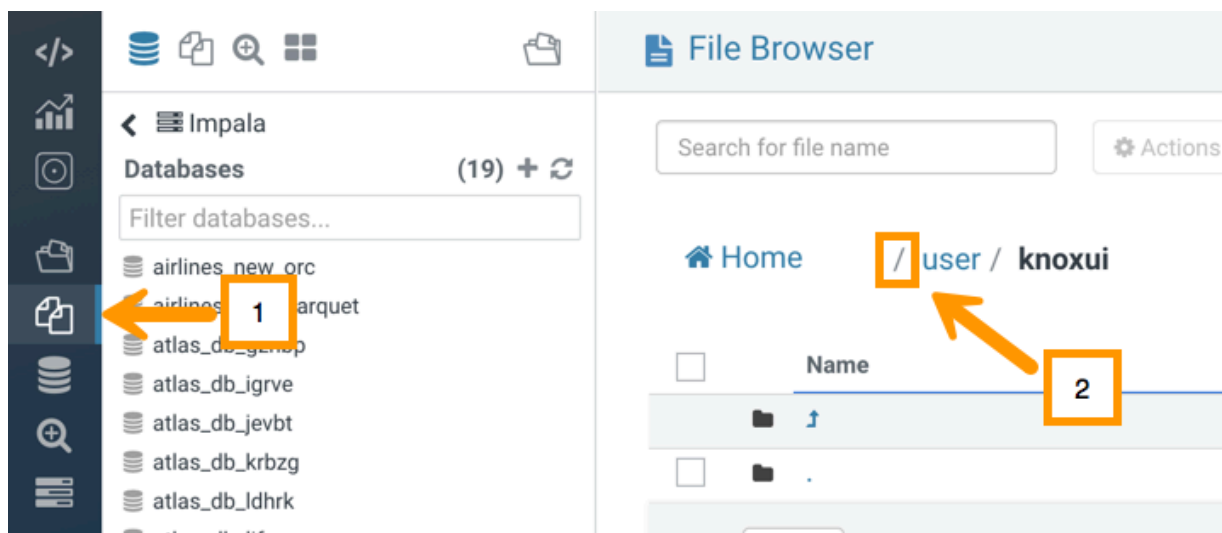 </>
File Browser
Impala
Databases (19)
Filter databases...
airlines_new_orc
arquet
atlas_db_igrve
atlas_db_jevbt
atlas_db_krbzg
atlas_db_ldhrk
1
Search for file name
Actions
Home / user / knoxui
Name
2
.